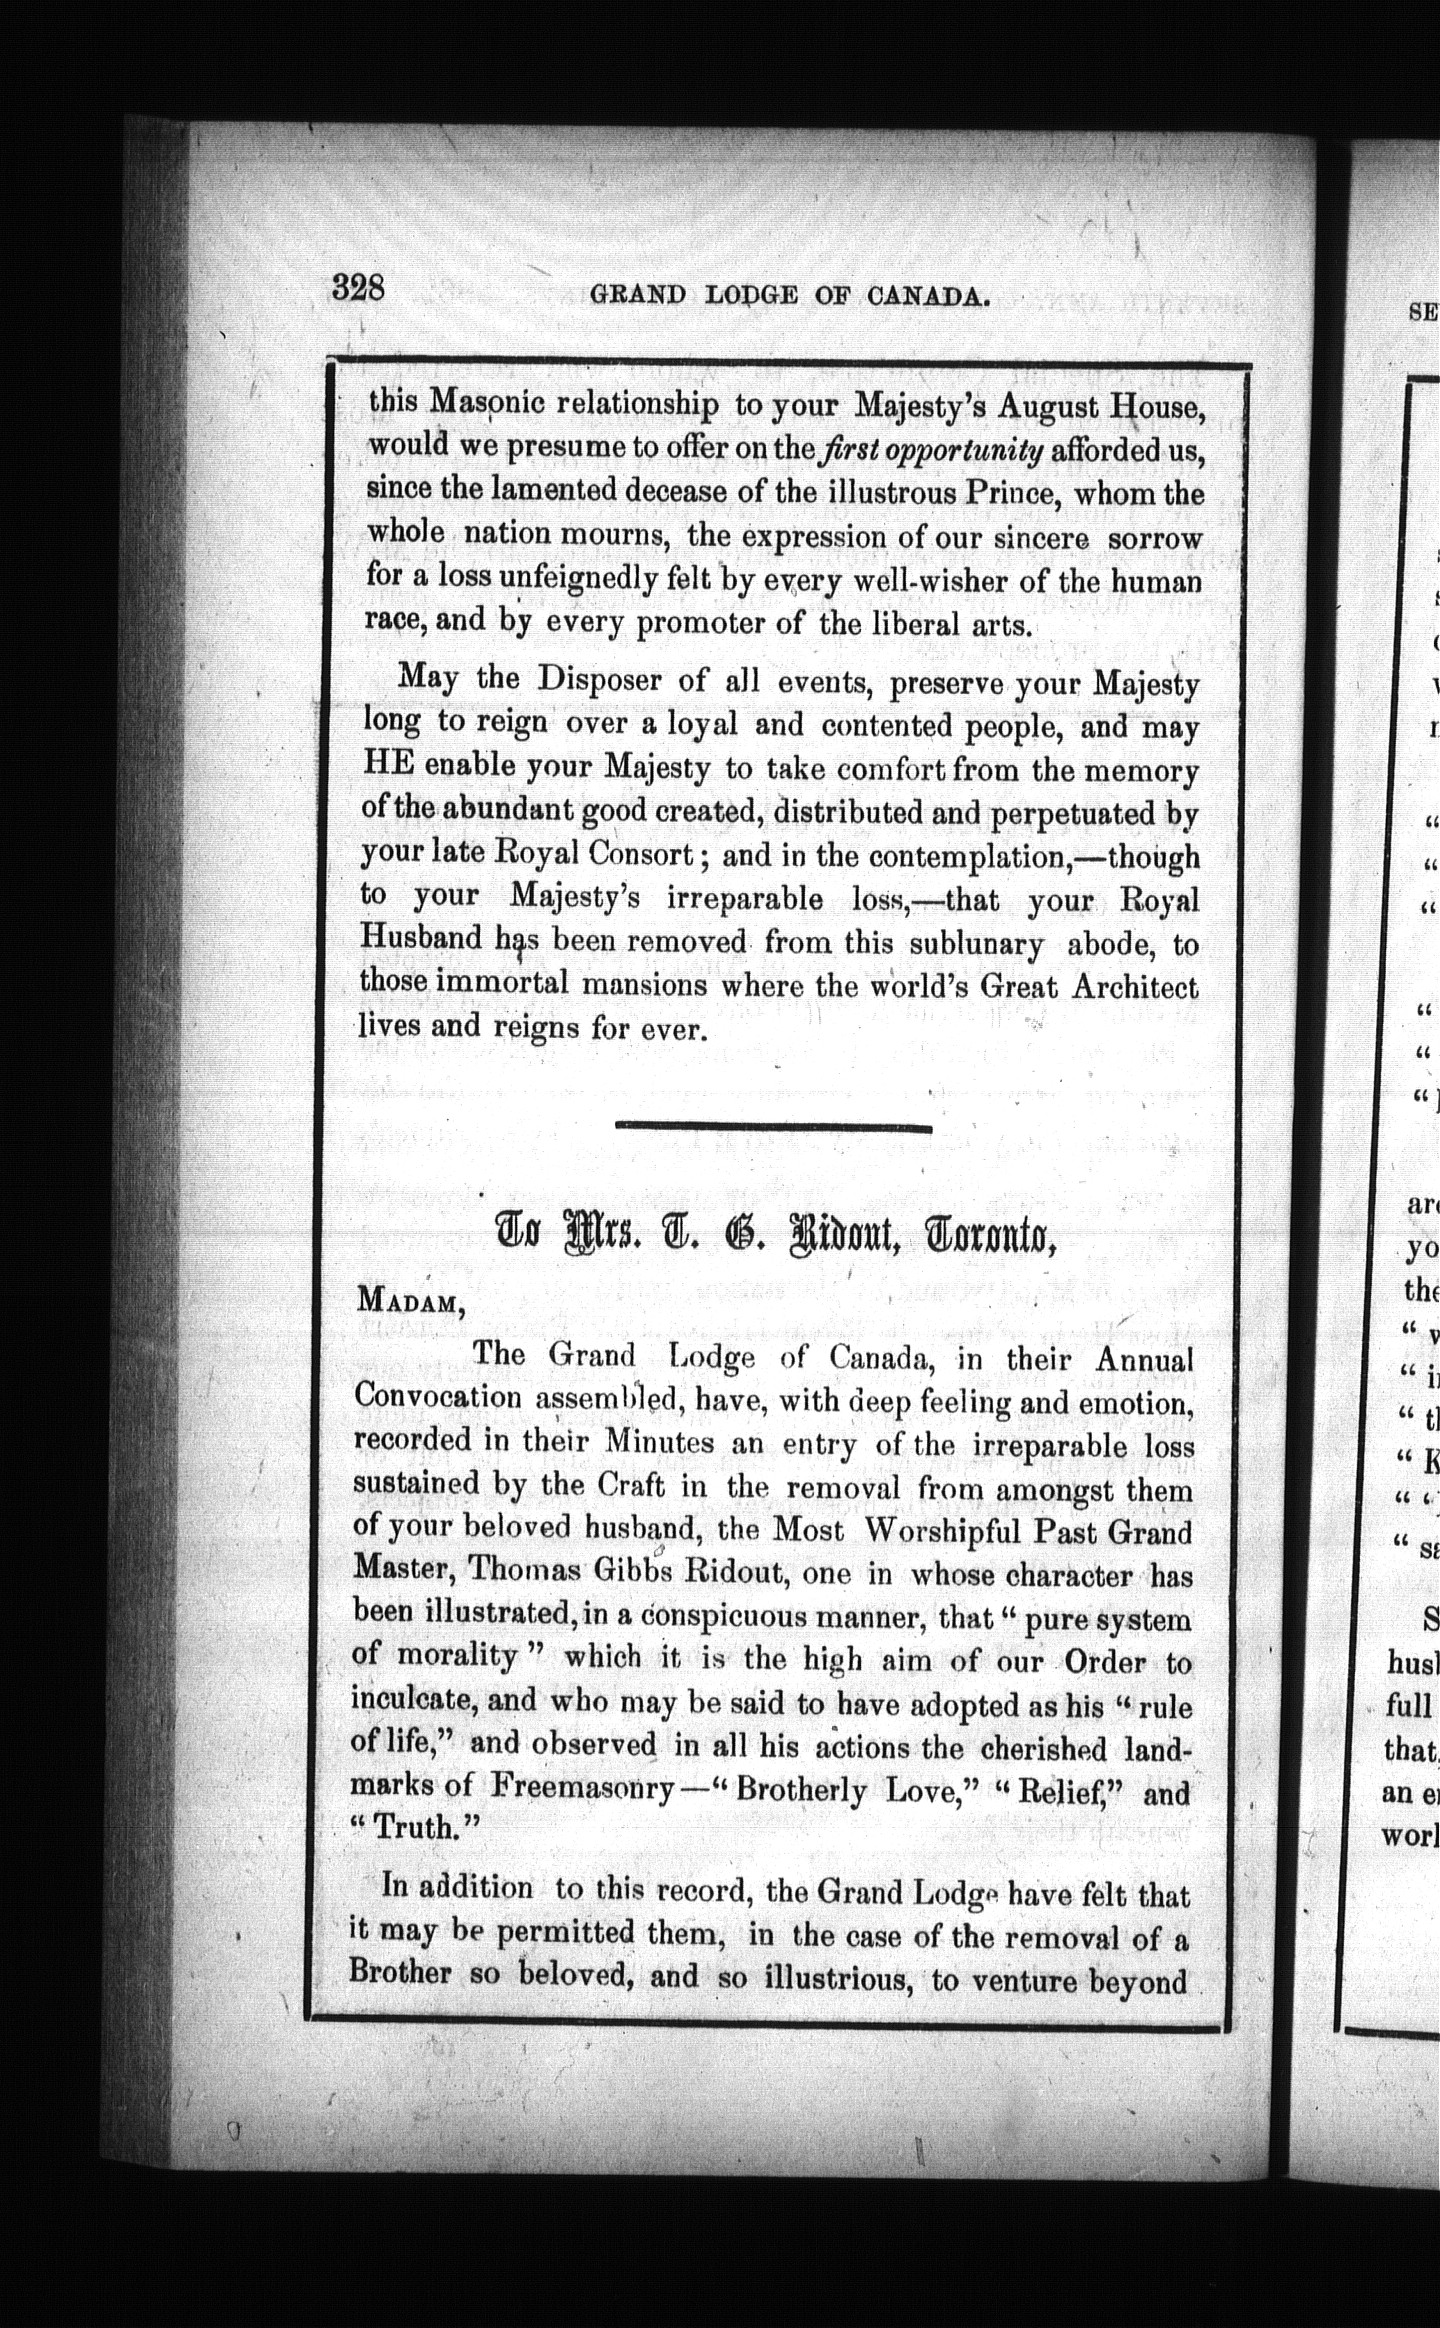 328
GRAND LODGE OF CANADA.
this Masonic relationship to your Majesty's August House,
would we presume to offer on the first opportunity afforded us,
since the lamented decease of the illustrous Prince, whom the
whole nation mourns, the expression of our sincere sorrow
for a loss unfeignedly felt by every well-wisher of the human
race, and by every promoter of the liberal arts.
May the Disposer of all events, preserve your Majesty
long to reign over a loyal and contented people, and may
HE enable your Majesty to take comfort from the memory
of the abundant good created, distributed and perpetuated by
your late Royal Consort; and in the contemplation,—though
to your Majesty's irreparable loss,—that your Royal
Husband has been removed from this sublunary abode, to
those immortal mansions where the world's Great Architect
lives and reigns for ever.
To Mrs. T. G. Ridout, Toronto,
MADAM,
The Grand Lodge of Canada, in their Annual
Convocation assembled, have, with deep feeling and emotion,
recorded in their Minutes an entry of the irreparable loss
sustained by the Craft in the removal from amongst them
of your beloved husband, the Most Worshipful Past Grand
Master, Thomas Gibbs Ridout, one in whose character has
been illustrated, in a conspicuous manner, that "pure system
of morality" which it is the high aim of our Order to
inculcate, and who may be said to have adopted as his "rule
of life," and observed in all his actions the cherished land-
marks of Freemasonry—"Brotherly Love," "Relief," and
"Truth."
In addition to this record, the Grand Lodge have felt that
it may be permitted them, in the case of the removal of a
Brother so beloved, and so illustrious, to venture beyond